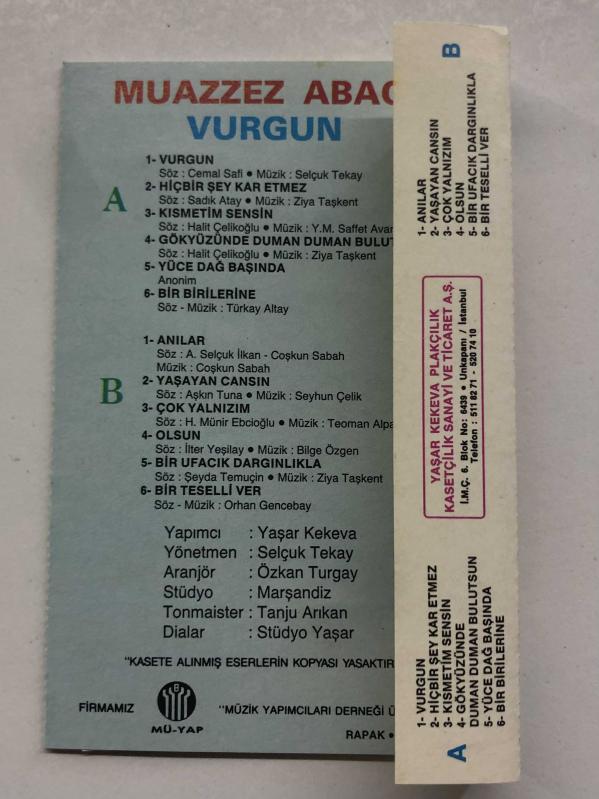 MUAZZEZ ABAC
VURGUN
A
1- VURGUN
Söz : Cemal Safi ● Müzik : Selçuk Tekay
2- HİÇBİR ŞEY KAR ETMEZ
Söz : Sadık Atay ● Müzik : Ziya Taşkent
3- KISMETİM SENSİN
Söz : Halit Çelikoğlu ● Müzik : Y.M. Saffet Avar
4- GÖKYÜZÜNDE DUMAN DUMAN BULUT
Söz : Halit Çelikoğlu ● Müzik : Ziya Taşkent
5- YÜCE DAĞ BAŞINDA
Anonim
6- BİR BİRİLERİNE
Söz - Müzik : Türkay Altay
B
1- ANILAR
Söz : A. Selçuk İlkan - Coşkun Sabah
Müzik : Coşkun Sabah
2- YAŞAYAN CANSIN
Söz : Aşkın Tuna ● Müzik : Seyhun Çelik
3- ÇOK YALNIZIM
Söz : H. Münir Ebcioğlu ● Müzik : Teoman Alpa
4- OLSUN
Söz : İlter Yeşilay ● Müzik : Bilge Özgen
5- BİR UFACIK DARGINLIKLA
Söz : Şeyda Temuçin ● Müzik : Ziya Taşkent
6- BİR TESELLİ VER
Söz - Müzik : Orhan Gencebay
Yapımcı : Yaşar Kekeva
Yönetmen : Selçuk Tekay
Aranjör : Özkan Turgay
Stüdyo : Marşandiz
Tonmaister : Tanju Arıkan
Dialar : Stüdyo Yaşar
"KASETE ALINMIŞ ESERLERİN KOPYASI YASAKTIR
FİRMAMIZ
MÜ-YAP
"MÜZİK YAPIMCILARI DERNEĞİ Ü
RAPAK ●
A
1- VURGUN
2- HİÇBİR ŞEY KAR ETMEZ
3- KISMETİM SENSİN
4- GÖKYÜZÜNDE
DUMAN DUMAN BULUTSUN
5- YÜCE DAĞ BAŞINDA
6- BİR BİRİLERİNE
YAŞAR KEKEVA PLAKÇILIK
KASETÇİLİK SANAYİ VE TİCARET A.Ş.
İ.M.Ç. 6. Blok No: 6439 ● Unkapanı / İstanbul
Telefon : 511 82 71 - 520 74 10
B
1- ANILAR
2- YAŞAYAN CANSIN
3- ÇOK YALNIZIM
4- OLSUN
5- BİR UFACIK DARGINLIKLA
6- BİR TESELLİ VER